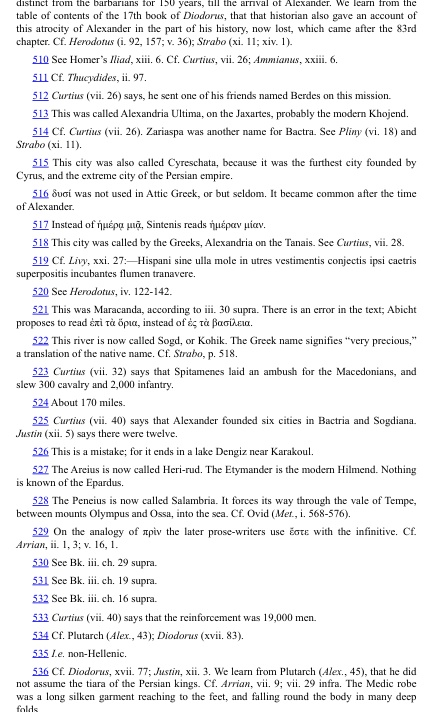 distinct from the barbarians for 150 years, till the arrival of Alexander. We learn from the
table of contents of the 17th book of Diodorus, that that historian also gave an account of
this atrocity of Alexander in the part of his history, now lost, which came after the 83rd
chapter. Cf. Herodotus (i. 92, 157; v. 36); Strabo (xi. 11; xiv. 1).
510 See Homer's Iliad, xiii. 6. Cf. Curtius, vii. 26; Ammianus, xxiii. 6.
511 Cf. Thucydides, ii. 97.
512 Curtius (vii. 26) says, he sent one of his friends named Berdes on this mission.
513 This was called Alexandria Ultima, on the Jaxartes, probably the modern Khojend.
514 Cf. Curtius (vii. 26). Zariaspa was another name for Bactra. See Pliny (vi. 18) and
Strabo (xi. 11).
515 This city was also called Cyreschata, because it was the furthest city founded by
Cyrus, and the extreme city of the Persian empire.
516 δυσί was not used in Attic Greek, or but seldom. It became common after the time
of Alexander.
517 Instead of ἡμέρᾳ μιᾷ, Sintenis reads ἡμέραν μίαν.
518 This city was called by the Greeks, Alexandria on the Tanais. See Curtius, vii. 28.
519 Cf. Livy, xxi. 27:—Hispani sine ulla mole in utres vestimentis conjectis ipsi caetris
superpositis incubantes flumen tranavere.
520 See Herodotus, iv. 122-142.
521 This was Maracanda, according to iii. 30 supra. There is an error in the text; Abicht
proposes to read ἐπὶ τὰ ὅρια, instead of ἐς τὰ βασίλεια.
522 This river is now called Sogd, or Kohik. The Greek name signifies “very precious,”
a translation of the native name. Cf. Strabo, p. 518.
523 Curtius (vii. 32) says that Spitamenes laid an ambush for the Macedonians, and
slew 300 cavalry and 2,000 infantry.
524 About 170 miles.
525 Curtius (vii. 40) says that Alexander founded six cities in Bactria and Sogdiana.
Justin (xii. 5) says there were twelve.
526 This is a mistake; for it ends in a lake Dengiz near Karakoul.
527 The Areius is now called Heri-rud. The Etymander is the modern Hilmend. Nothing
is known of the Epardus.
528 The Peneius is now called Salambria. It forces its way through the vale of Tempe,
between mounts Olympus and Ossa, into the sea. Cf. Ovid (Met., i. 568-576).
529 On the analogy of πρὶν the later prose-writers use ἔστε with the infinitive. Cf.
Arrian, ii. 1, 3; v. 16, 1.
530 See Bk. iii. ch. 29 supra.
531 See Bk. iii. ch. 19 supra.
532 See Bk. iii. ch. 16 supra.
533 Curtius (vii. 40) says that the reinforcement was 19,000 men.
534 Cf. Plutarch (Alex., 43); Diodorus (xvii. 83).
535 I.e. non-Hellenic.
536 Cf. Diodorus, xvii. 77; Justin, xii. 3. We learn from Plutarch (Alex., 45), that he did
not assume the tiara of the Persian kings. Cf. Arrian, vii. 9; vii. 29 infra. The Medic robe
was a long silken garment reaching to the feet, and falling round the body in many deep
folds.